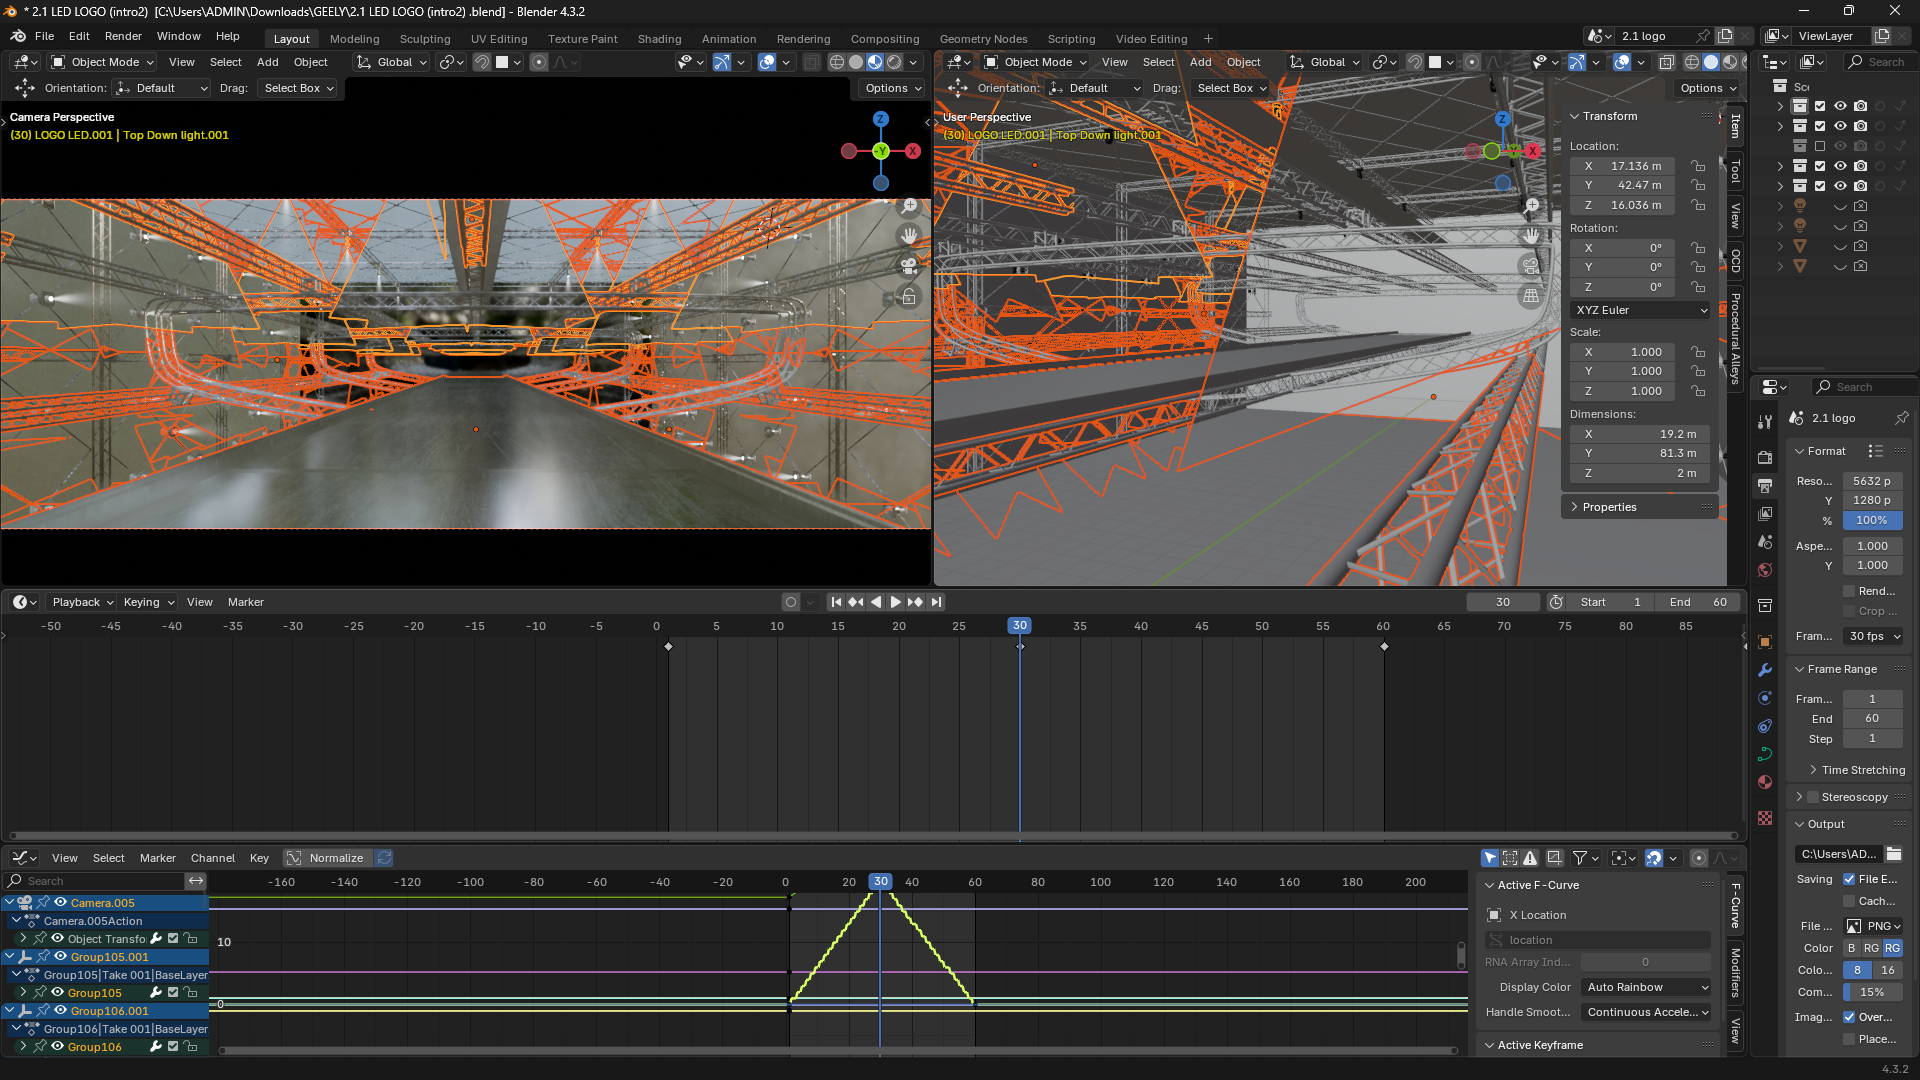 * 2.1 LED LOGO (intro2)  [C:\Users\ADMIN\Downloads\GEELY\2.1 LED LOGO (intro2) .blend] - Blender 4.3.2
File Edit Render Window Help Layout Modeling Sculpting UV Editing Texture Paint Shading Animation Rendering Compositing Geometry Nodes Scripting Video Editing + 2.1 logo ViewLayer
Object Mode View Select Add Object Global
Orientation: Default Drag: Select Box Options
Camera Perspective
(30) LOGO LED.001 | Top Down light.001
Z
-Y
X
Object Mode View Select Add Object Global
Orientation: Default Drag: Select Box Options
User Perspective
(30) LOGO LED.001 | Top Down light.001
Z
X
Transform
Location:
X 17.136 m
Y 42.47 m
Z 16.036 m
Rotation:
X 0°
Y 0°
Z 0°
XYZ Euler
Scale:
X 1.000
Y 1.000
Z 1.000
Dimensions:
X 19.2 m
Y 81.3 m
Z 2 m
Properties
Item
Tool
View
OCD
Procedural Alleys
Search
Sce
Search
2.1 logo
Format
Reso... 5632 p
Y 1280 p
% 100%
Aspe... 1.000
Y 1.000
Rend...
Crop ...
Fram... 30 fps
Frame Range
Fram... 1
End 60
Step 1
Time Stretching
Stereoscopy
Output
C:\Users\AD...
Saving File E...
Cach...
File ... PNG
Color B RG RG
Colo... 8 16
Com... 15%
Imag... Over...
Place...
Playback Keying View Marker 30 Start 1 End 60
-50 -45 -40 -35 -30 -25 -20 -15 -10 -5 0 5 10 15 20 25 30 35 40 45 50 55 60 65 70 75 80 85
View Select Marker Channel Key Normalize
Search
-160 -140 -120 -100 -80 -60 -40 -20 0 20 30 40 60 80 100 120 140 160 180 200
Camera.005
Camera.005Action
Object Transfo
Group105.001
Group105|Take 001|BaseLayer
Group105
Group106.001
Group106|Take 001|BaseLayer
Group106
10
0
Active F-Curve
X Location
location
RNA Array Ind... 0
Display Color Auto Rainbow
Handle Smoot... Continuous Accele...
Active Keyframe
F-Curve
Modifiers
View
4.3.2